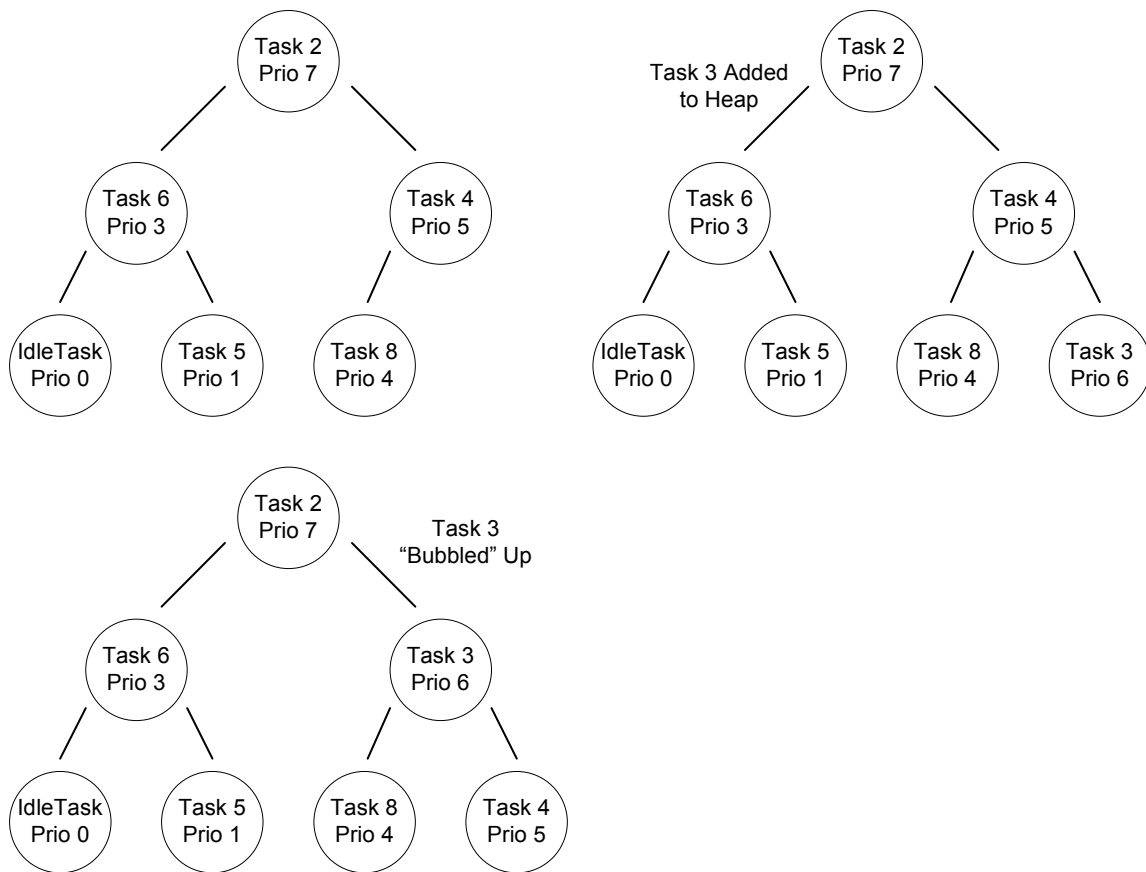 Task 2
Prio 7
Task 6
Prio 3
Task 4
Prio 5
IdleTask
Prio 0
Task 5
Prio 1
Task 8
Prio 4
Task 3 Added
to Heap
Task 2
Prio 7
Task 6
Prio 3
Task 4
Prio 5
IdleTask
Prio 0
Task 5
Prio 1
Task 8
Prio 4
Task 3
Prio 6
Task 2
Prio 7
Task 3
“Bubbled” Up
Task 6
Prio 3
Task 3
Prio 6
IdleTask
Prio 0
Task 5
Prio 1
Task 8
Prio 4
Task 4
Prio 5